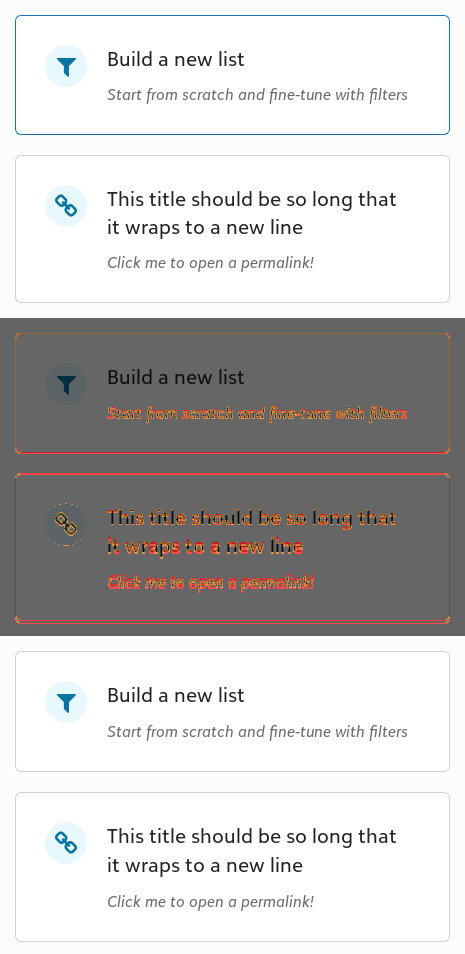 Build a new list
Start from scratch and fine-tune with filters
This title should be so long that
it wraps to a new line
Click me to open a permalink!
Build a new list
Start from scratch and fine-tune with filters
This title should be so long that
it wraps to a new line
Click me to open a permalink!
Build a new list
Start from scratch and fine-tune with filters
This title should be so long that
it wraps to a new line
Click me to open a permalink!